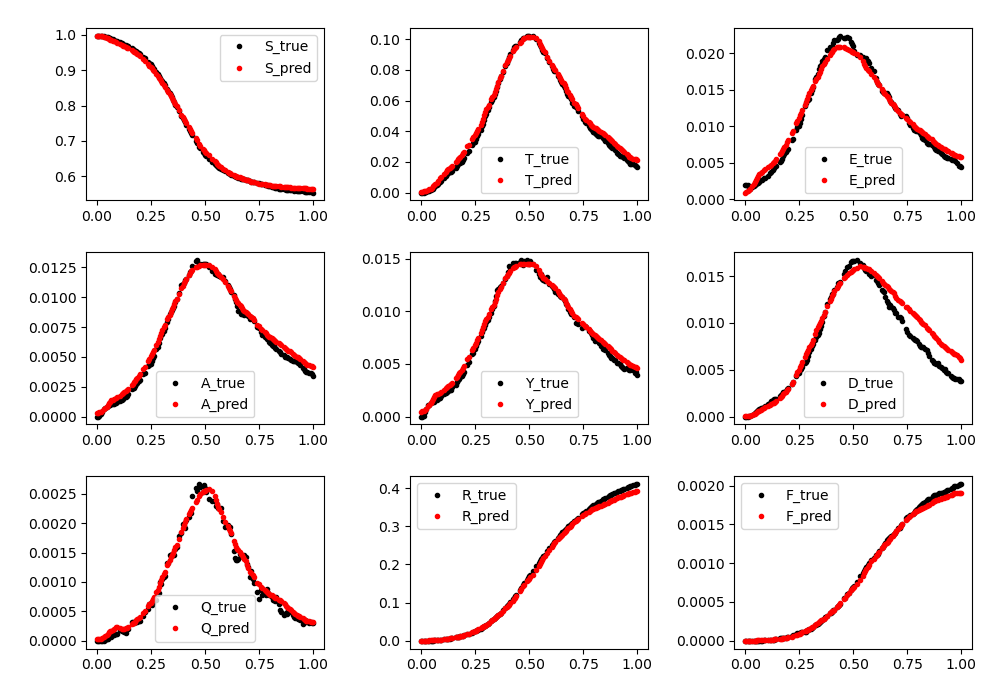 1.0
0.9
0.8
0.7
0.6
S_true
S_pred
0.00 0.25 0.50 0.75 1.00
0.10
0.08
0.06
0.04
0.02
0.00
T_true
T_pred
0.00 0.25 0.50 0.75 1.00
0.020
0.015
0.010
0.005
0.000
E_true
E_pred
0.00 0.25 0.50 0.75 1.00
0.0125
0.0100
0.0075
0.0050
0.0025
0.0000
A_true
A_pred
0.00 0.25 0.50 0.75 1.00
0.015
0.010
0.005
0.000
Y_true
Y_pred
0.00 0.25 0.50 0.75 1.00
0.015
0.010
0.005
0.000
D_true
D_pred
0.00 0.25 0.50 0.75 1.00
0.0025
0.0020
0.0015
0.0010
0.0005
0.0000
Q_true
Q_pred
0.00 0.25 0.50 0.75 1.00
0.4
0.3
0.2
0.1
0.0
R_true
R_pred
0.00 0.25 0.50 0.75 1.00
0.0020
0.0015
0.0010
0.0005
0.0000
F_true
F_pred
0.00 0.25 0.50 0.75 1.00